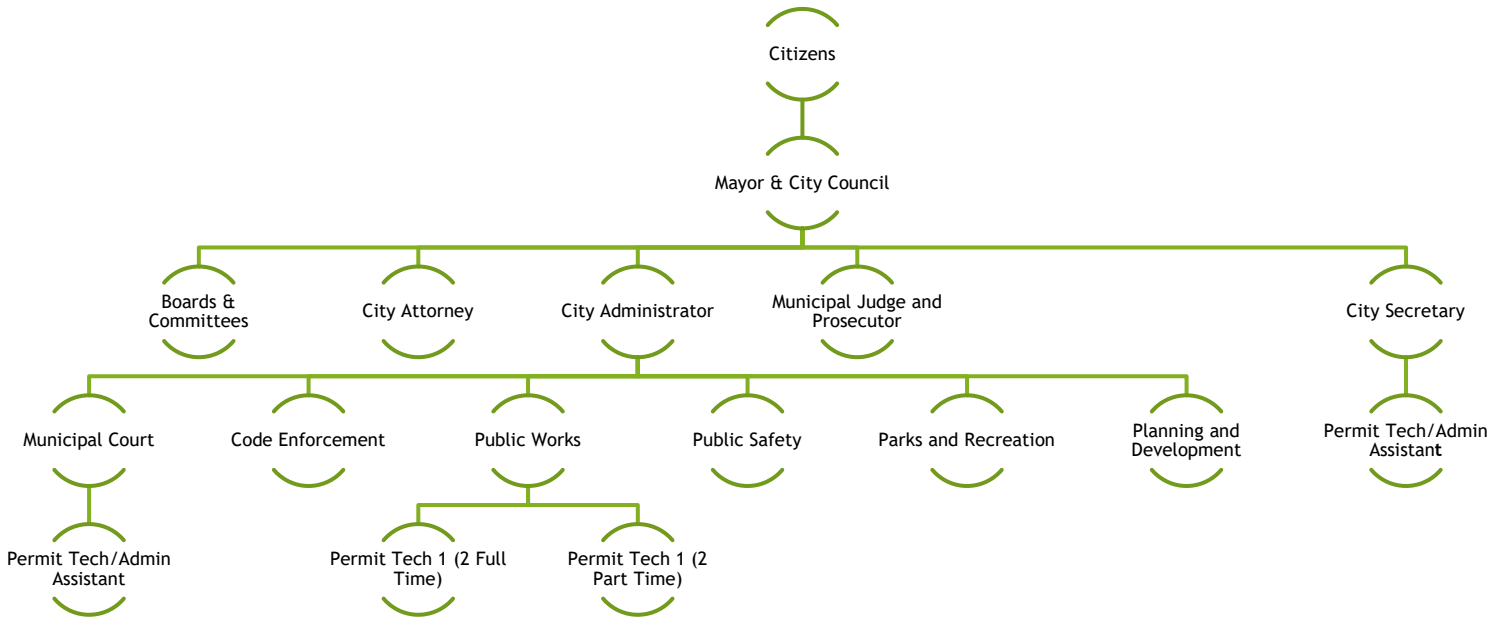 Citizens
Mayor & City Council
Boards &
Committees
City Attorney
City Administrator
Municipal Judge and
Prosecutor
City Secretary
Municipal Court
Code Enforcement
Public Works
Public Safety
Parks and Recreation
Planning and
Development
Permit Tech/Admin
Assistant
Permit Tech/Admin
Assistant
Permit Tech 1 (2 Full
Time)
Permit Tech 1 (2
Part Time)